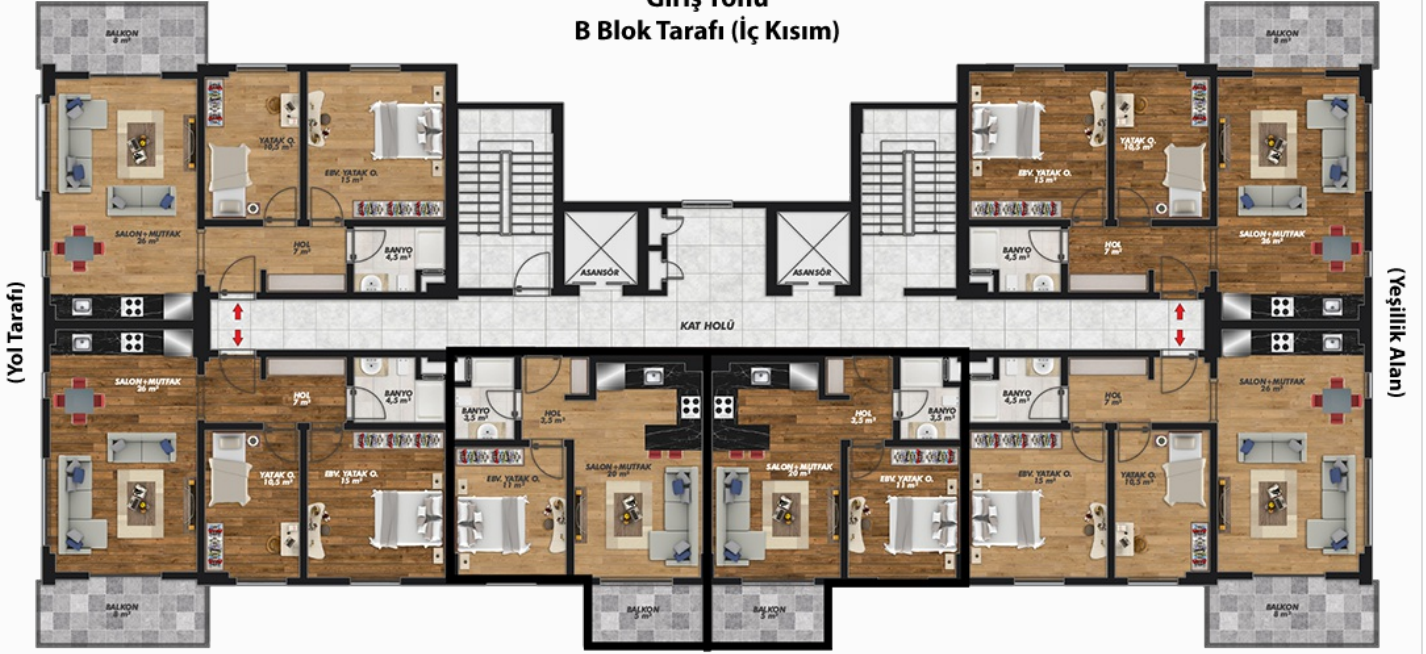 Giriş Yönü
B Blok Tarafı (İç Kısım)
BALKON
8 m²
BALKON
8 m²
YATAK O.
10,5 m²
EBV. YATAK O.
15 m²
EBV. YATAK O.
15 m²
YATAK O.
10,5 m²
SALON+MUTFAK
26 m²
HOL
7 m²
BANYO
4,5 m²
ASANSÖR
ASANSÖR
BANYO
4,5 m²
HOL
7 m²
SALON+MUTFAK
26 m²
(Yol Tarafı)
KAT HOLÜ
(Yeşillik Alan)
SALON+MUTFAK
26 m²
HOL
7 m²
BANYO
4,5 m²
BANYO
3,5 m²
HOL
3,5 m²
HOL
3,5 m²
BANYO
3,5 m²
BANYO
4,5 m²
HOL
7 m²
SALON+MUTFAK
26 m²
YATAK O.
10,5 m²
EBV. YATAK O.
15 m²
EBV. YATAK O.
11 m²
SALON+MUTFAK
20 m²
SALON+MUTFAK
20 m²
EBV. YATAK O.
11 m²
EBV. YATAK O.
15 m²
YATAK O.
10,5 m²
BALKON
8 m²
BALKON
5 m²
BALKON
5 m²
BALKON
8 m²